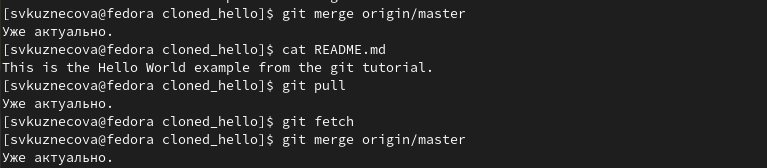 [svkuznecova@fedora cloned_hello]$ git merge origin/master
Уже актуально.
[svkuznecova@fedora cloned_hello]$ cat README.md
This is the Hello World example from the git tutorial.
[svkuznecova@fedora cloned_hello]$ git pull
Уже актуально.
[svkuznecova@fedora cloned_hello]$ git fetch
[svkuznecova@fedora cloned_hello]$ git merge origin/master
Уже актуально.